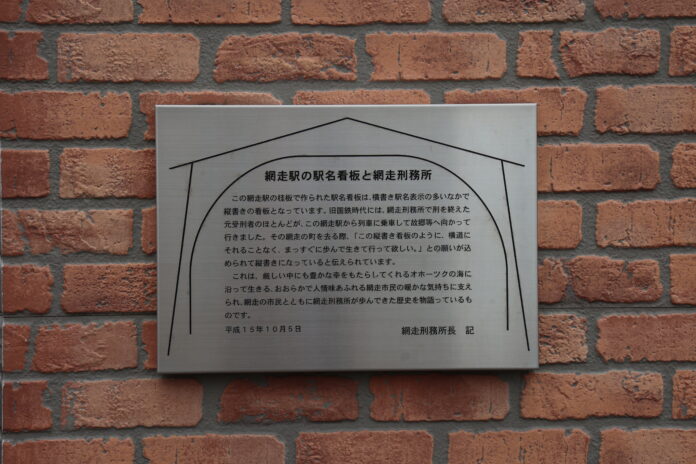 網走駅の駅名看板と網走刑務所
この網走駅の桂板で作られた駅名看板は、横書き駅名表示の多いなかで
縦書きの看板となっています。旧国鉄時代には、網走刑務所で刑を終えた
元受刑者のほとんどが、この網走駅から列車に乗車して故郷等へ向かって
行きました。その網走の町を去る際、「この縦書き看板のように、横道に
それることなく、まっすぐに歩んで生きて行って欲しい。」との願いが込
められて縦書きになっていると伝えられています。
これは、厳しい中にも豊かな幸をもたらしてくれるオホーツクの海に
沿って生きる、おおらかで人情味あふれる網走市民の暖かな気持ちに支え
られ、網走の市民とともに網走刑務所が歩んできた歴史を物語っているも
のです。
平成15年10月5日 網走刑務所長 記